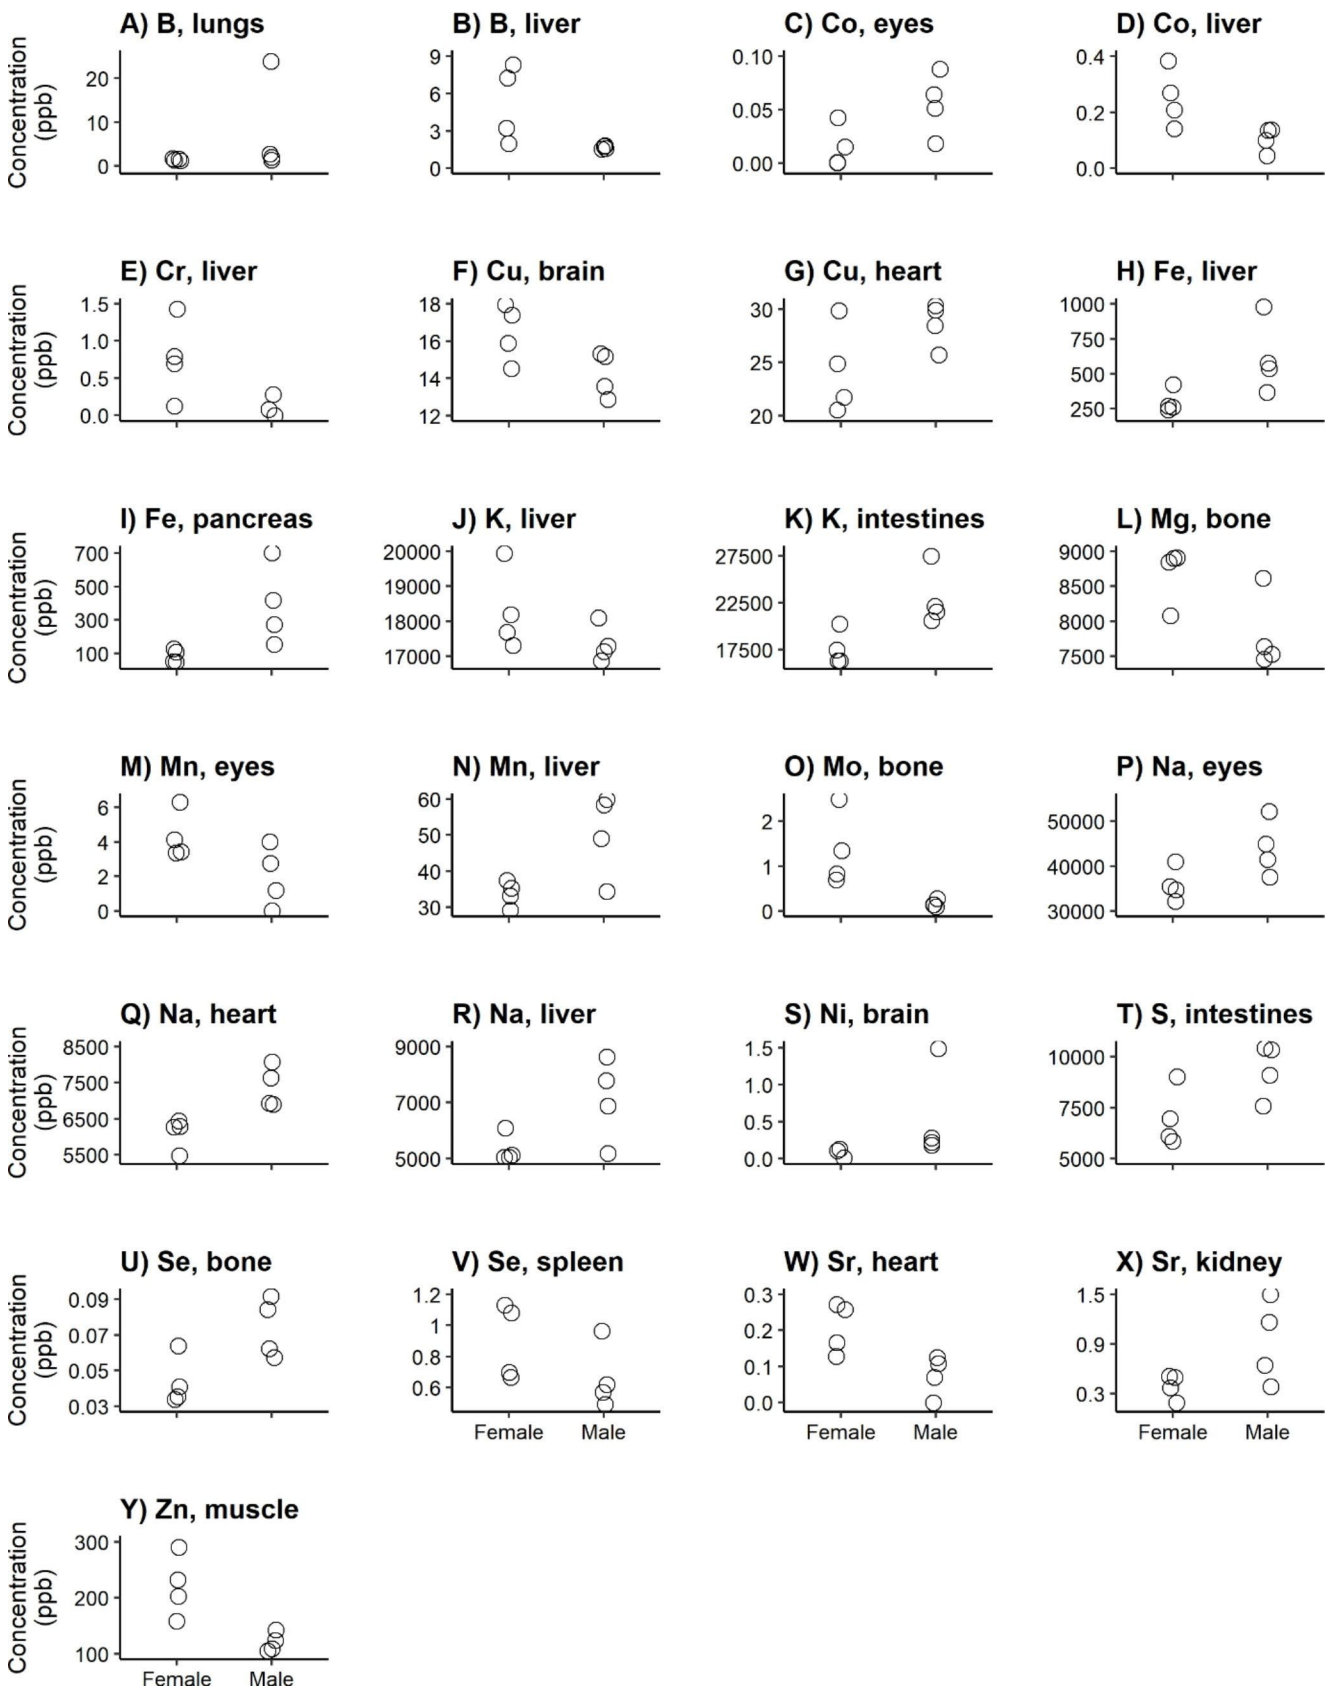 A) B, lungs
B) B, liver
C) Co, eyes
D) Co, liver
Concentration
(ppb)
20
10
0
9
6
3
0
0.10
0.05
0.00
0.4
0.2
0.0
E) Cr, liver
F) Cu, brain
G) Cu, heart
H) Fe, liver
Concentration
(ppb)
1.5
1.0
0.5
0.0
18
16
14
12
30
25
20
1000
750
500
250
I) Fe, pancreas
J) K, liver
K) K, intestines
L) Mg, bone
Concentration
(ppb)
700
500
300
100
20000
19000
18000
17000
27500
22500
17500
9000
8500
8000
7500
M) Mn, eyes
N) Mn, liver
O) Mo, bone
P) Na, eyes
Concentration
(ppb)
6
4
2
0
60
50
40
30
2
1
0
50000
40000
30000
Q) Na, heart
R) Na, liver
S) Ni, brain
T) S, intestines
Concentration
(ppb)
8500
7500
6500
5500
9000
7000
5000
1.5
1.0
0.5
0.0
10000
7500
5000
U) Se, bone
V) Se, spleen
W) Sr, heart
X) Sr, kidney
Concentration
(ppb)
0.09
0.07
0.05
0.03
1.2
1
0.8
0.6
0.3
0.2
0.1
0.0
1.5
0.9
0.3
Female Male
Female Male
Female Male
Y) Zn, muscle
Concentration
(ppb)
300
200
100
Female Male